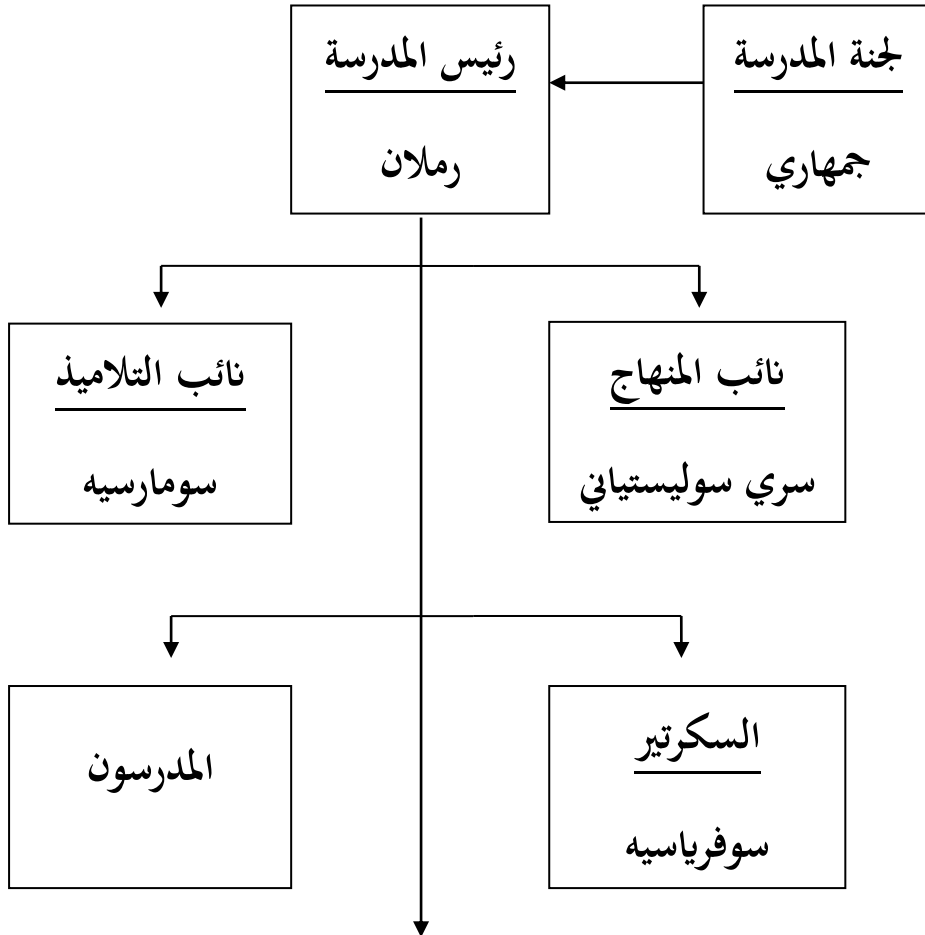 لجنة المدرسة
جمهاري
رئيس المدرسة
رملان
نائب المنهاج
سري سوليستياني
نائب التلاميذ
سومارسيه
السكرتير
سوفرياسيه
المدرسون